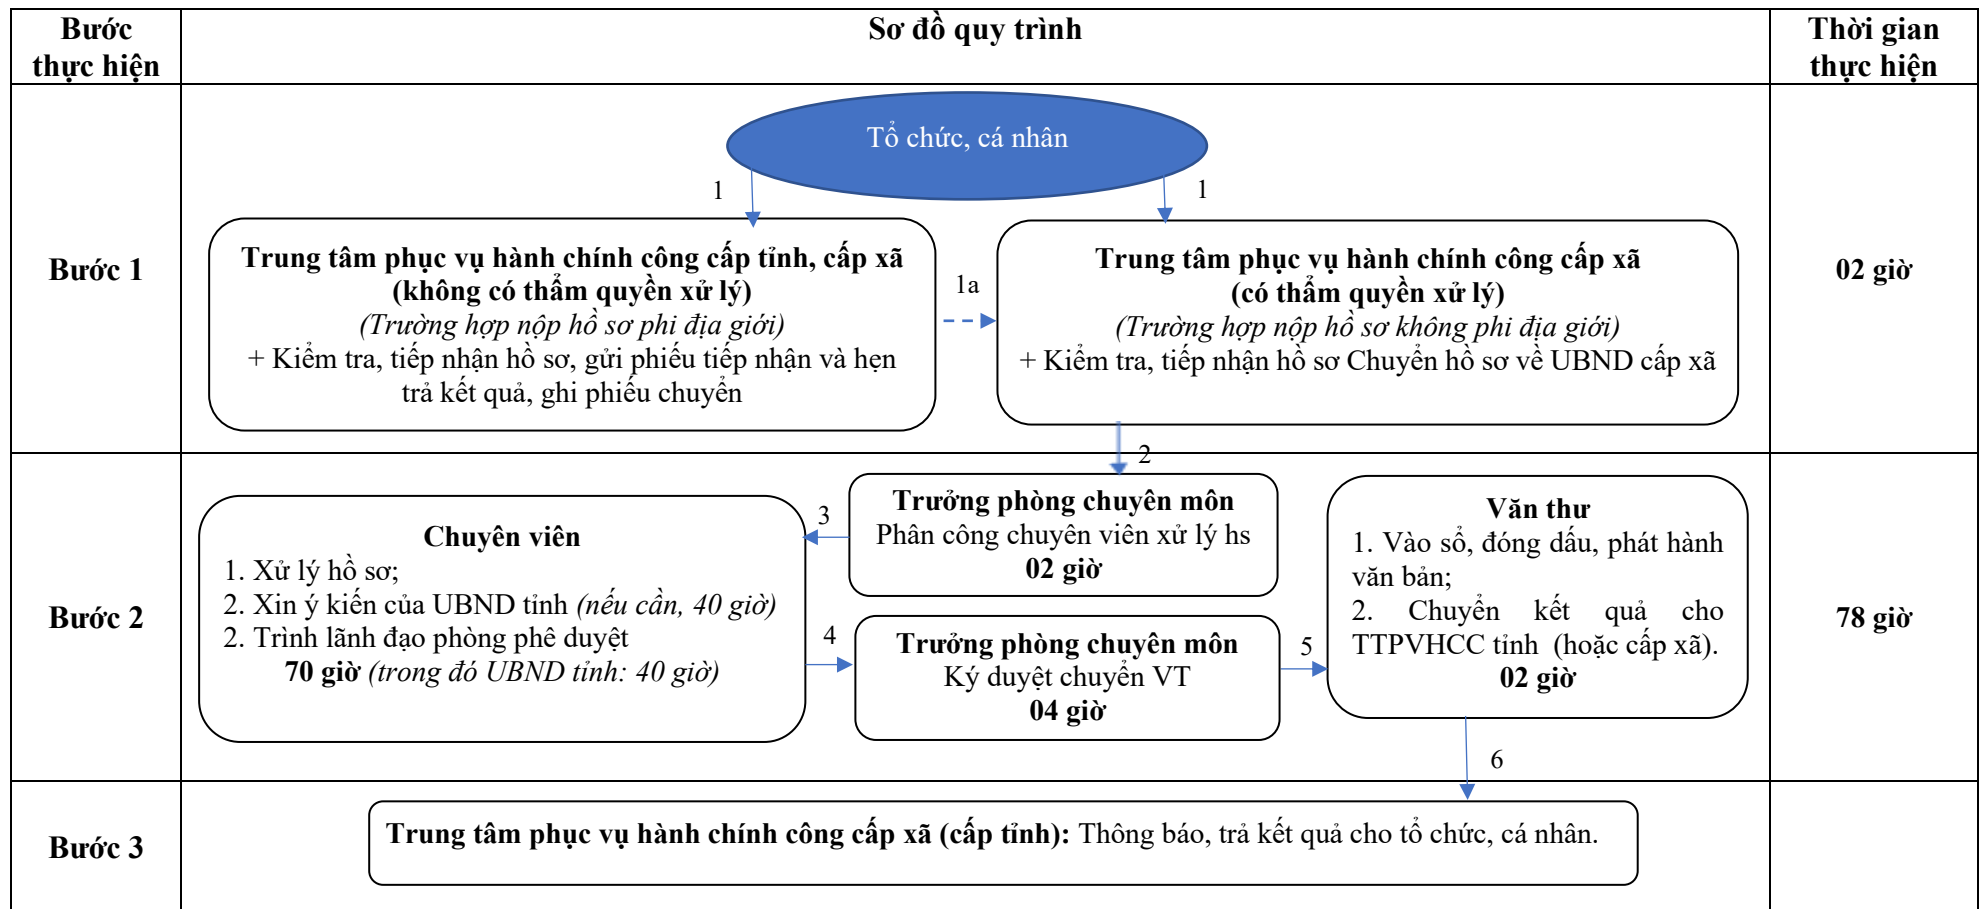 Bước
thực hiện
Sơ đồ quy trình
Thời gian
thực hiện
Bước 1
Tổ chức, cá nhân
1
1
Trung tâm phục vụ hành chính công cấp tỉnh, cấp xã
(không có thẩm quyền xử lý)
(Trường hợp nộp hồ sơ phi địa giới)
+ Kiểm tra, tiếp nhận hồ sơ, gửi phiếu tiếp nhận và hẹn
trả kết quả, ghi phiếu chuyển
1a
Trung tâm phục vụ hành chính công cấp xã
(có thẩm quyền xử lý)
(Trường hợp nộp hồ sơ không phi địa giới)
+ Kiểm tra, tiếp nhận hồ sơ Chuyển hồ sơ về UBND cấp xã
02 giờ
2
Bước 2
Chuyên viên
1. Xử lý hồ sơ;
2. Xin ý kiến của UBND tỉnh (nếu cần, 40 giờ)
2. Trình lãnh đạo phòng phê duyệt
70 giờ (trong đó UBND tỉnh: 40 giờ)
3
Trưởng phòng chuyên môn
Phân công chuyên viên xử lý hs
02 giờ
4
Trưởng phòng chuyên môn
Ký duyệt chuyển VT
04 giờ
5
Văn thư
1. Vào sổ, đóng dấu, phát hành
văn bản;
2. Chuyển kết quả cho
TTPVHCC tỉnh (hoặc cấp xã).
02 giờ
78 giờ
6
Bước 3
Trung tâm phục vụ hành chính công cấp xã (cấp tỉnh): Thông báo, trả kết quả cho tổ chức, cá nhân.